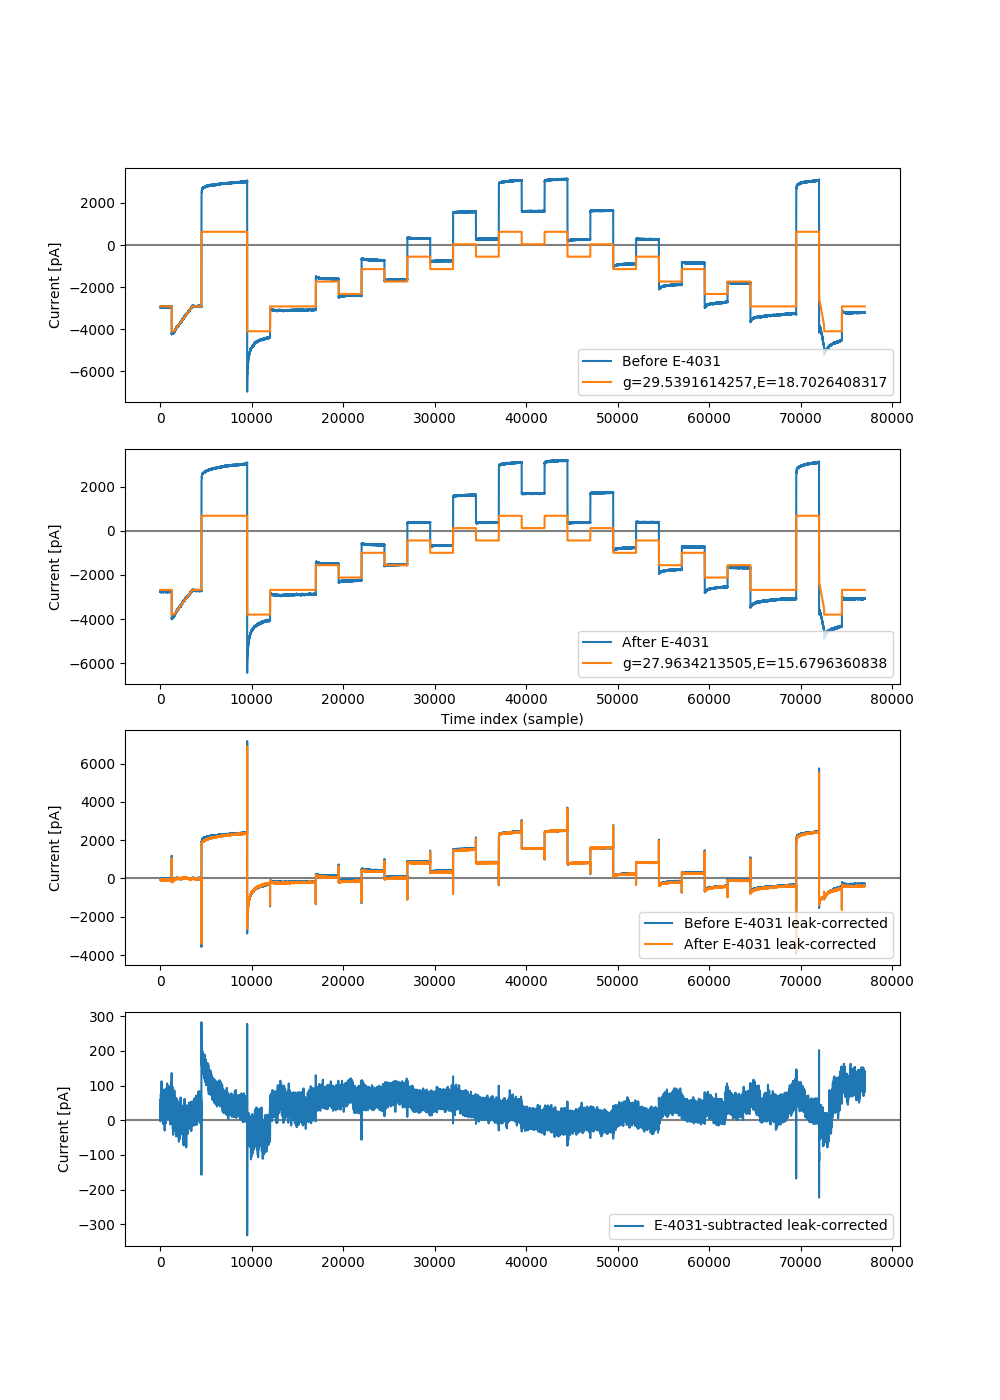 2000
0
−2000
−4000
−6000
Current [pA]
Before E-4031
g=29.5391614257,E=18.7026408317
0 10000 20000 30000 40000 50000 60000 70000 80000
2000
0
−2000
−4000
−6000
Current [pA]
After E-4031
g=27.9634213505,E=15.6796360838
0 10000 20000 30000 40000 50000 60000 70000 80000
Time index (sample)
6000
4000
2000
0
−2000
−4000
Current [pA]
Before E-4031 leak-corrected
After E-4031 leak-corrected
0 10000 20000 30000 40000 50000 60000 70000 80000
300
200
100
0
−100
−200
−300
Current [pA]
E-4031-subtracted leak-corrected
0 10000 20000 30000 40000 50000 60000 70000 80000